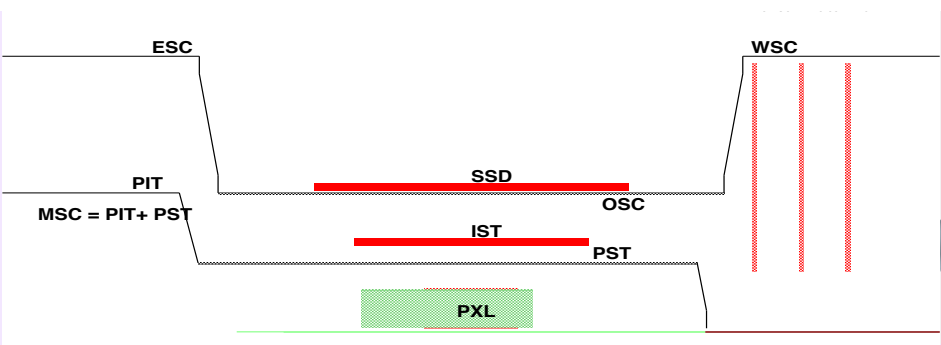 ESC
WSC
SSD
PIT
OSC
MSC = PIT+ PST
IST
PST
PXL